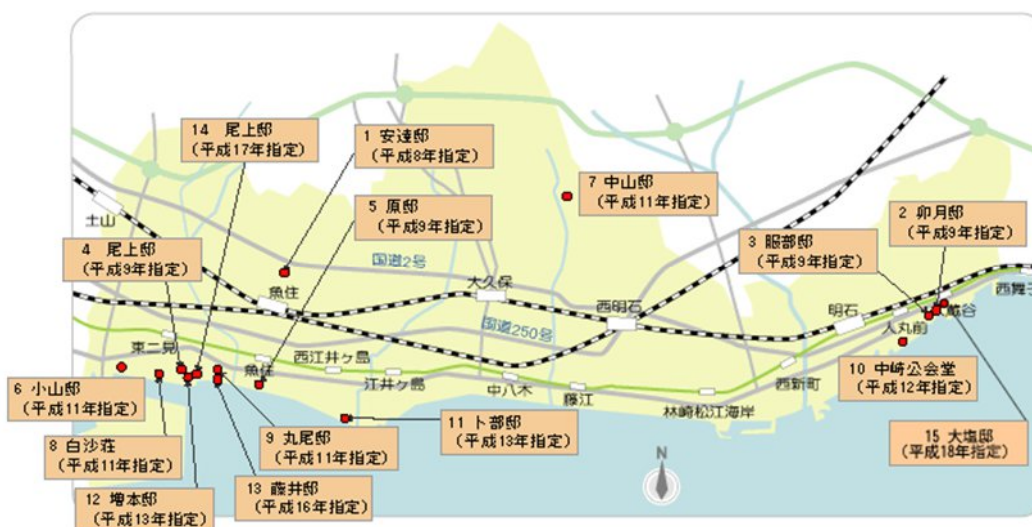 14 尾上邸
(平成17年指定)
1 安達邸
(平成8年指定)
7 中山邸
(平成11年指定)
5 原邸
(平成9年指定)
2 卯月邸
(平成9年指定)
3 服部邸
(平成9年指定)
4 尾上邸
(平成9年指定)
土山
国道2号
魚住
大久保
西明石
国道250号
明石
人丸前
大蔵谷
西舞子
東二見
西江井ヶ島
魚住
江井ヶ島
中八木
藤江
林崎松江海岸
西新町
10 中崎公会堂
(平成12年指定)
6 小山邸
(平成11年指定)
8 白沙荘
(平成11年指定)
9 丸尾邸
(平成11年指定)
11 卜部邸
(平成13年指定)
15 大塩邸
(平成18年指定)
12 増本邸
(平成13年指定)
13 藤井邸
(平成16年指定)
N